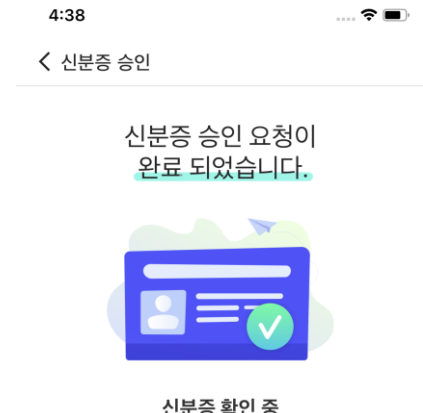 4:38
신분증 승인
신분증 승인 요청이
완료 되었습니다.
신분증 확인 중